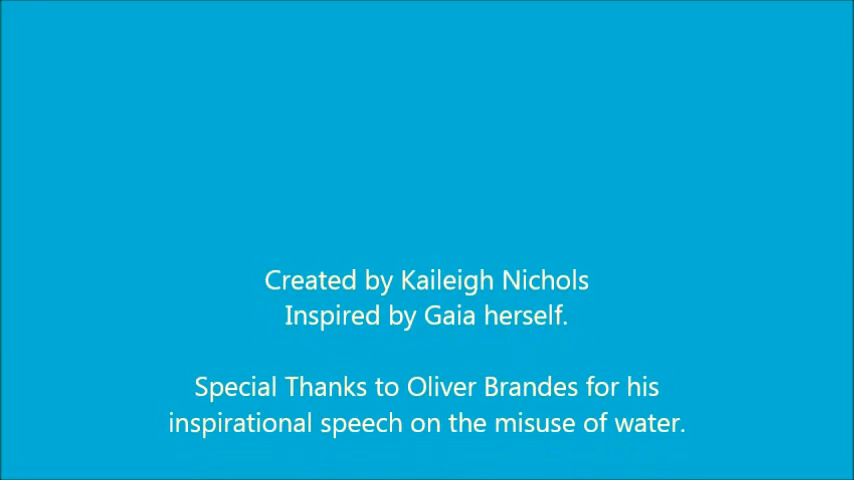 Created by Kaileigh Nichols
Inspired by Gaia herself.
Special Thanks to Oliver Brandes for his
inspirational speech on the misuse of water.